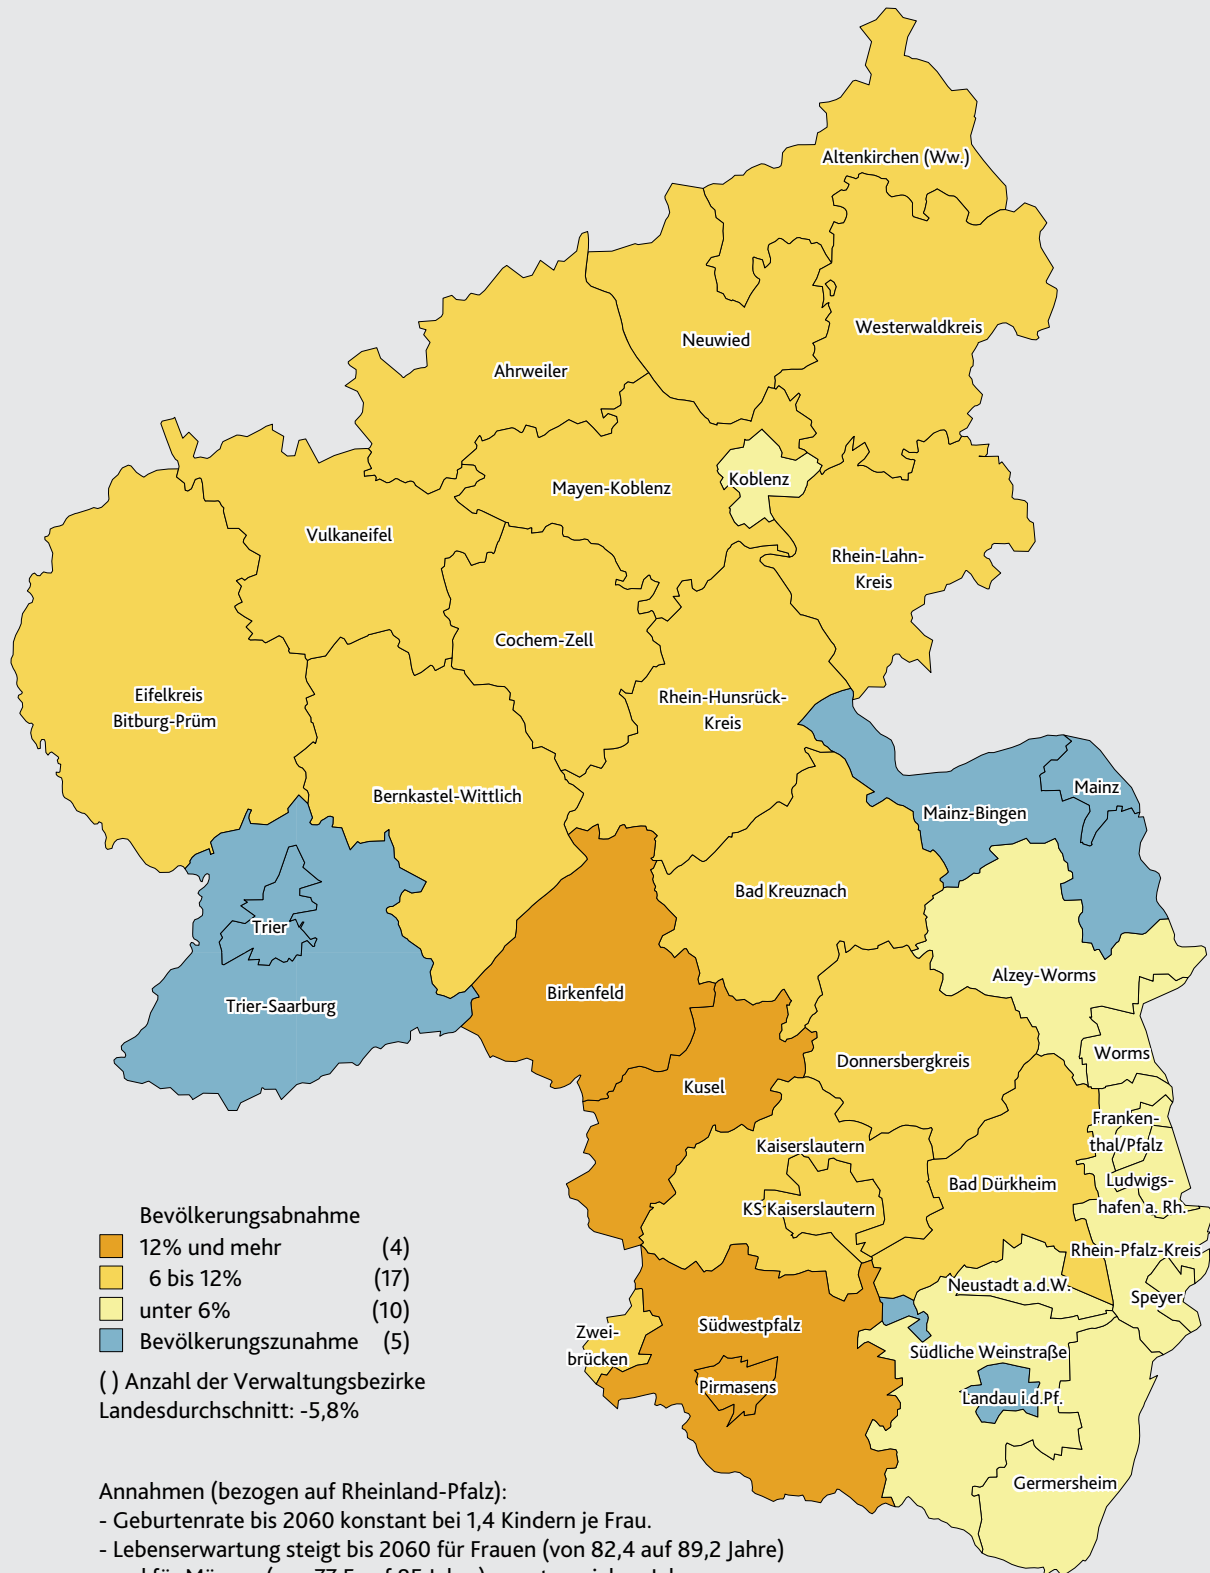 Altenkirchen (Ww.)
Neuwied
Westerwaldkreis
Ahrweiler
Koblenz
Mayen-Koblenz
Vulkaneifel
Rhein-Lahn-
Kreis
Cochem-Zell
Eifelkreis
Bitburg-Prüm
Rhein-Hunsrück-
Kreis
Bernkastel-Wittlich
Mainz
Mainz-Bingen
Bad Kreuznach
Trier
Trier-Saarburg
Birkenfeld
Alzey-Worms
Worms
Donnersbergkreis
Kusel
Franken-
thal/Pfalz
Kaiserslautern
Ludwigs-
hafen a. Rh.
Bad Dürkheim
KS Kaiserslautern
Rhein-Pfalz-Kreis
Neustadt a.d.W.
Speyer
Südwestpfalz
Zwei-
brücken
Südliche Weinstraße
Pirmasens
Landau i.d.Pf.
Germersheim
Bevölkerungsabnahme
12% und mehr (4)
6 bis 12% (17)
unter 6% (10)
Bevölkerungszunahme (5)
( ) Anzahl der Verwaltungsbezirke
Landesdurchschnitt: -5,8%
Annahmen (bezogen auf Rheinland-Pfalz):
- Geburtenrate bis 2060 konstant bei 1,4 Kindern je Frau.
- Lebenserwartung steigt bis 2060 für Frauen (von 82,4 auf 89,2 Jahre)